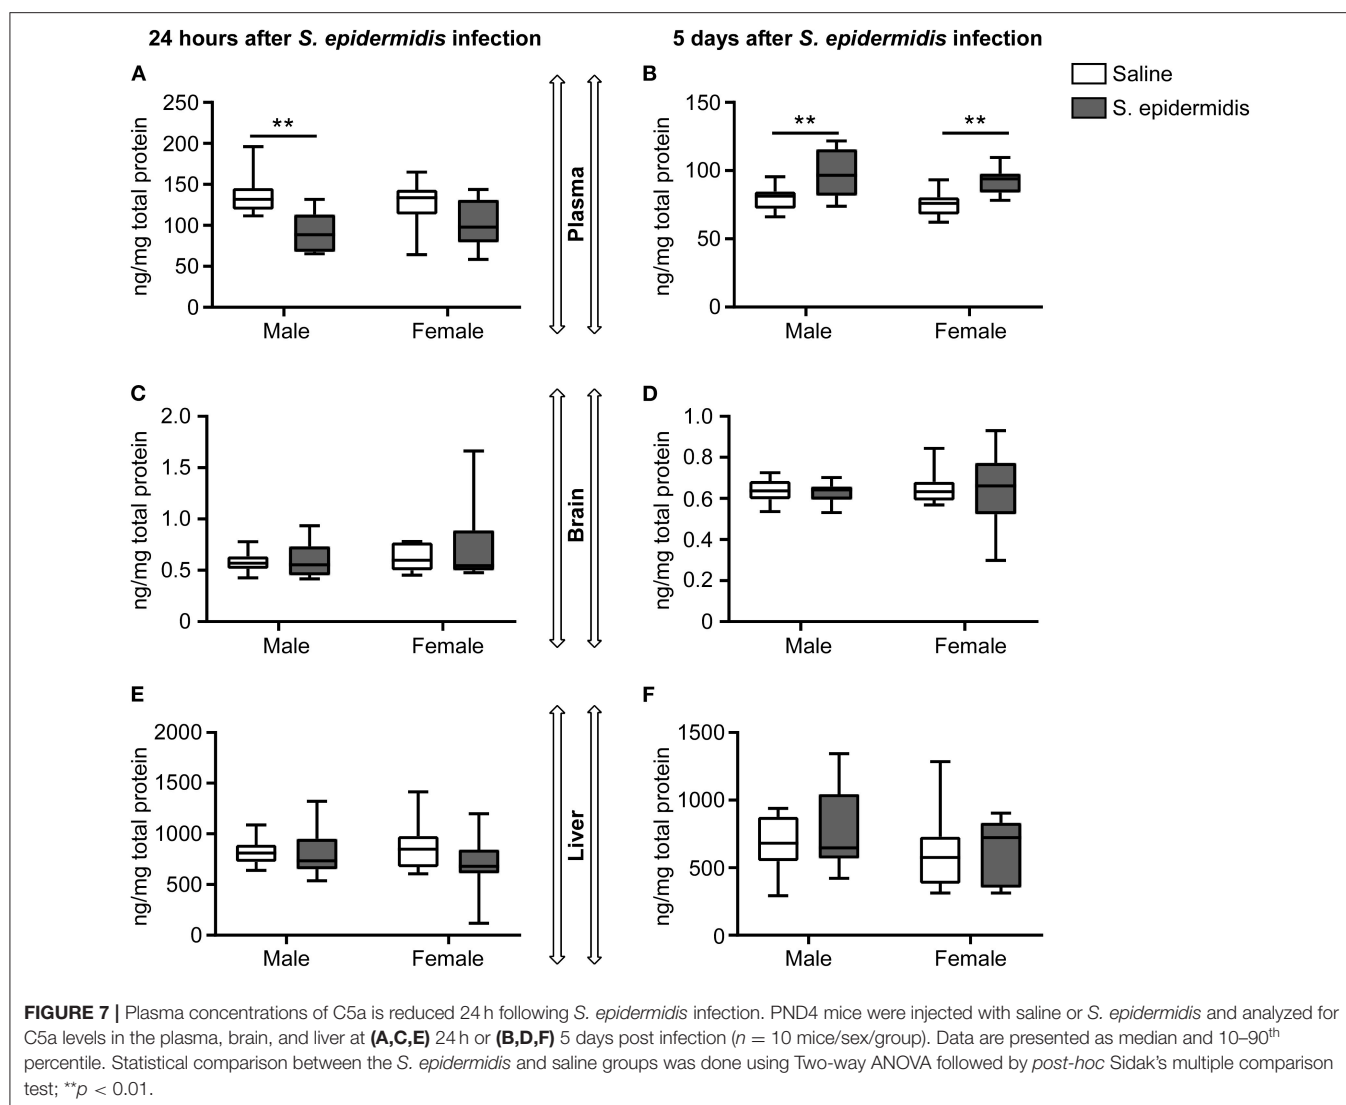 24 hours after S. epidermidis infection
5 days after S. epidermidis infection
Saline
S. epidermidis
A
ng/mg total protein
250
200
150
100
50
0
**
Male
Female
Plasma
B
ng/mg total protein
150
100
50
0
**
**
Male
Female
C
ng/mg total protein
2.0
1.5
1.0
0.5
0
Male
Female
Brain
D
ng/mg total protein
1.0
0.8
0.6
0.4
0.2
0
Male
Female
E
ng/mg total protein
2000
1500
1000
500
0
Male
Female
Liver
F
ng/mg total protein
1500
1000
500
0
Male
Female
FIGURE 7 | Plasma concentrations of C5a is reduced 24 h following S. epidermidis infection. PND4 mice were injected with saline or S. epidermidis and analyzed for
C5a levels in the plasma, brain, and liver at (A,C,E) 24 h or (B,D,F) 5 days post infection (n = 10 mice/sex/group). Data are presented as median and 10–90th
percentile. Statistical comparison between the S. epidermidis and saline groups was done using Two-way ANOVA followed by post-hoc Sidak's multiple comparison
test; **p < 0.01.